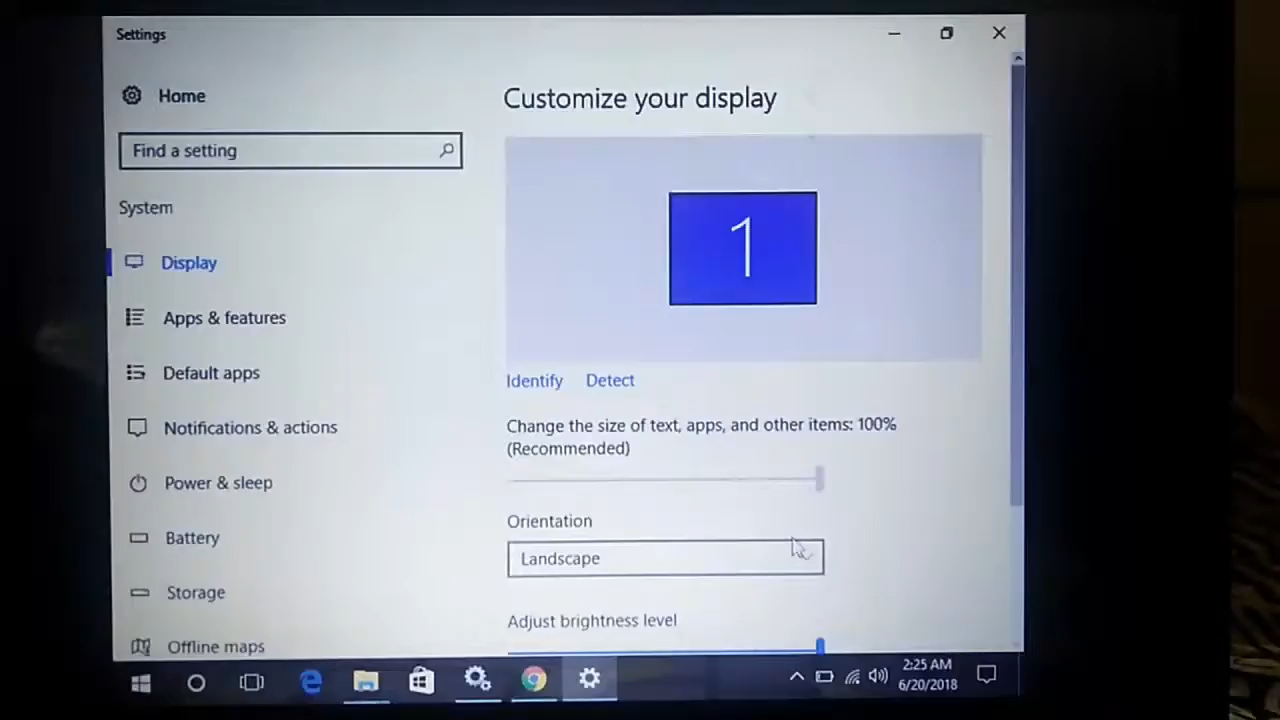 Settings
Home
Find a setting
System
Display
Apps & features
Default apps
Notifications & actions
Power & sleep
Battery
Storage
Offline maps
Customize your display
1
Identify Detect
Change the size of text, apps, and other items: 100%
(Recommended)
Orientation
Landscape
Adjust brightness level
2:25 AM
6/20/2018